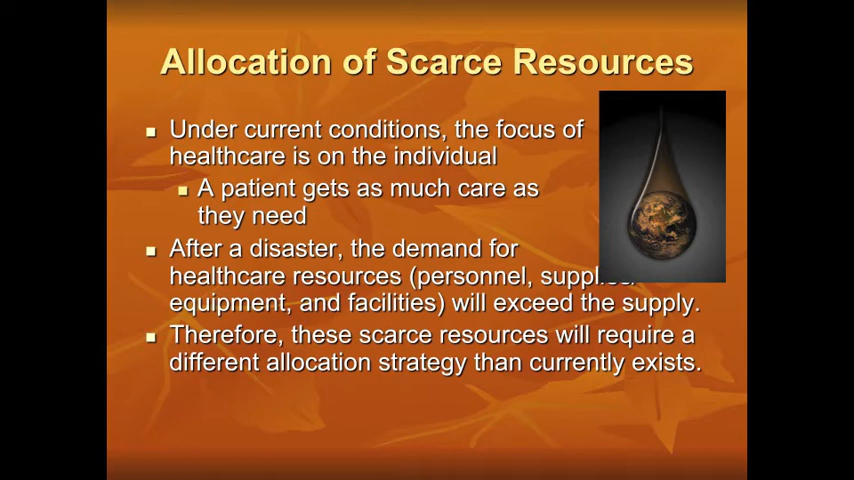 Allocation of Scarce Resources
Under current conditions, the focus of
healthcare is on the individual
A patient gets as much care as
they need
After a disaster, the demand for
healthcare resources (personnel,
equipment, and facilities) will exceed the supply.
Therefore, these scarce resources will require a
different allocation strategy than currently exists.